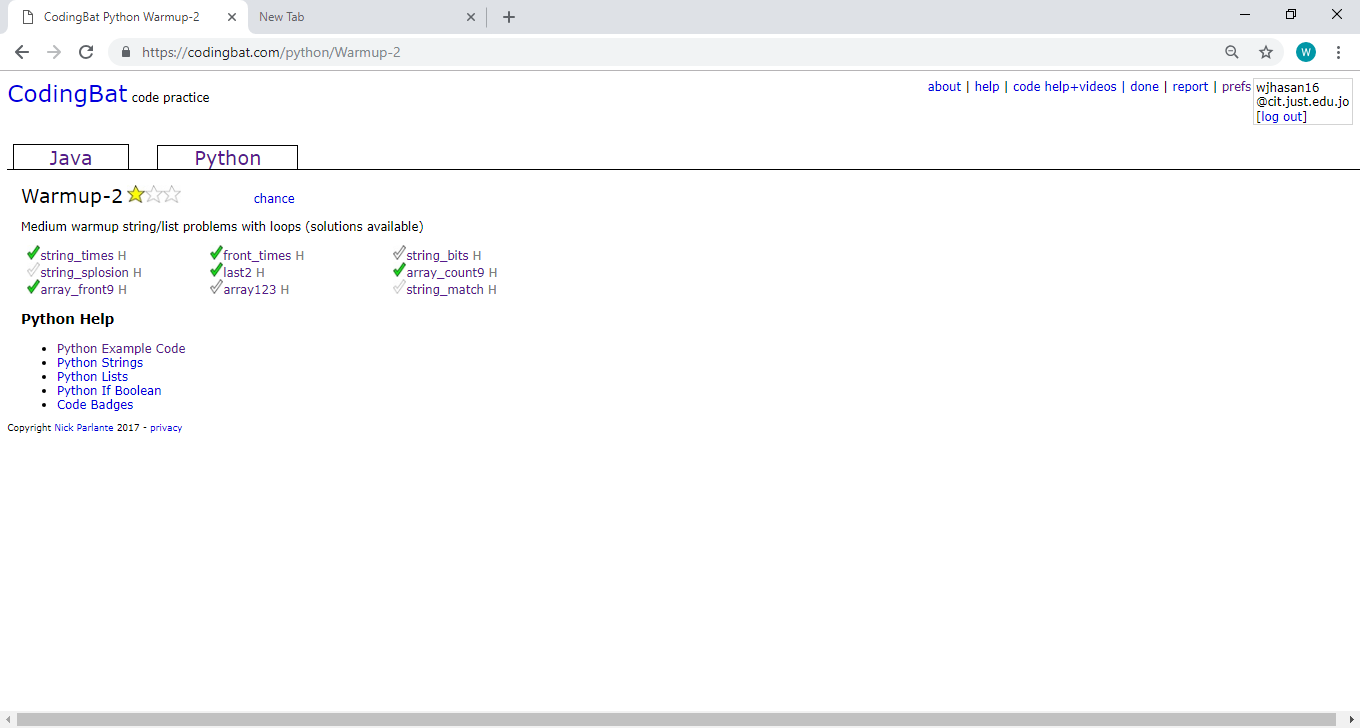 CodingBat Python Warmup-2
New Tab
https://codingbat.com/python/Warmup-2
W
CodingBat code practice
about | help | code help+videos | done | report | prefs
wjhasan16
@cit.just.edu.jo
[log out]
Java
Python
Warmup-2
chance
Medium warmup string/list problems with loops (solutions available)
string_times H front_times H string_bits H
string_splosion H last2 H array_count9 H
array_front9 H array123 H string_match H
Python Help
• Python Example Code
• Python Strings
• Python Lists
• Python If Boolean
• Code Badges
Copyright Nick Parlante 2017 - privacy